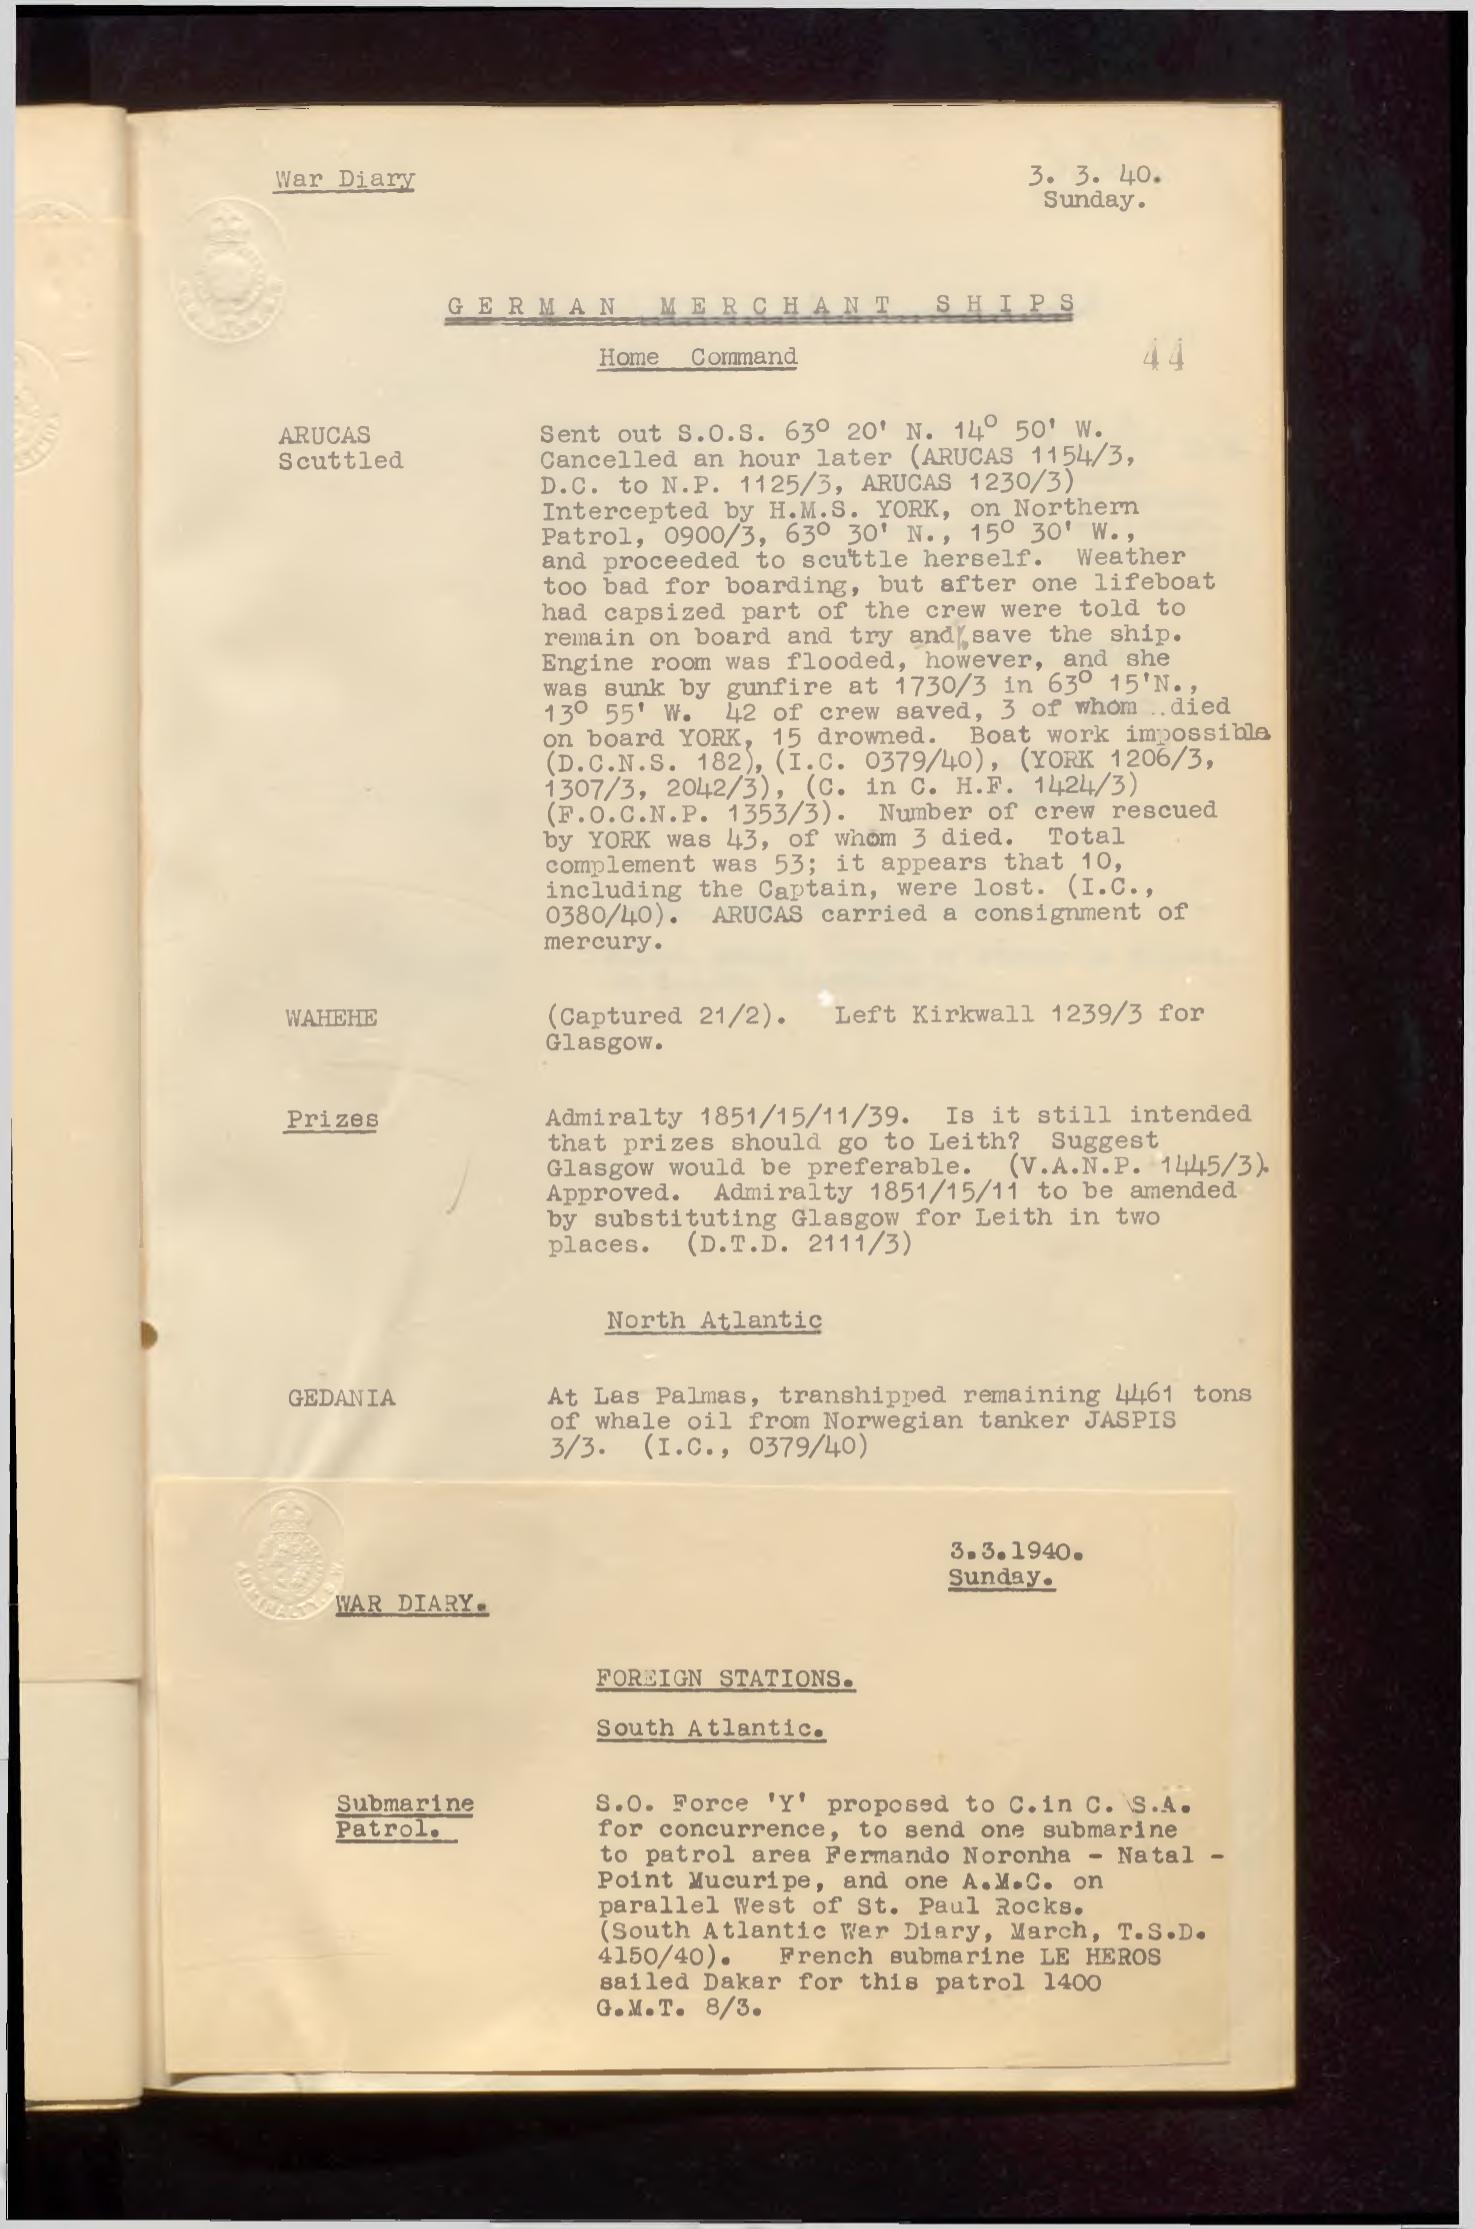 War Diary
3. 3. 40.
Sunday.
GERMAN MERCHANT SHIPS
Home Command
44
ARUCAS
Scuttled
Sent out S.O.S. 63° 20' N. 14° 50' W.
Cancelled an hour later (ARUCAS 1154/3,
D.C. to N.P. 1125/3, ARUCAS 1230/3)
Intercepted by H.M.S. YORK, on Northern
Patrol, 0900/3, 63° 30' N., 15° 30' W.,
and proceeded to scuttle herself. Weather
too bad for boarding, but after one lifeboat
had capsized part of the crew were told to
remain on board and try and save the ship.
Engine room was flooded, however, and she
was sunk by gunfire at 1730/3 in 63° 15'N.,
13° 55' W. 42 of crew saved, 3 of whom ..died
on board YORK, 15 drowned. Boat work impossible
(D.C.N.S. 182), (I.C. 0379/40), (YORK 1206/3,
1307/3, 2042/3), (C. in C. H.F. 1424/3)
(F.O.C.N.P. 1353/3). Number of crew rescued
by YORK was 43, of whom 3 died. Total
complement was 53; it appears that 10,
including the Captain, were lost. (I.C.,
0380/40). ARUCAS carried a consignment of
mercury.
WAHEHE
(Captured 21/2). Left Kirkwall 1239/3 for
Glasgow.
Prizes
Admiralty 1851/15/11/39. Is it still intended
that prizes should go to Leith? Suggest
Glasgow would be preferable. (V.A.N.P. 1445/3).
Approved. Admiralty 1851/15/11 to be amended
by substituting Glasgow for Leith in two
places. (D.T.D. 2111/3)
North Atlantic
GEDANIA
At Las Palmas, transhipped remaining 4461 tons
of whale oil from Norwegian tanker JASPIS
3/3. (I.C., 0379/40)
3.3.1940.
Sunday.
WAR DIARY.
FOREIGN STATIONS.
South Atlantic.
Submarine
Patrol.
S.O. Force 'Y' proposed to C.in C. S.A.
for concurrence, to send one submarine
to patrol area Fermando Noronha - Natal -
Point Mucuripe, and one A.M.C. on
parallel West of St. Paul Rocks.
(South Atlantic War Diary, March, T.S.D.
4150/40). French submarine LE HEROS
sailed Dakar for this patrol 1400
G.M.T. 8/3.